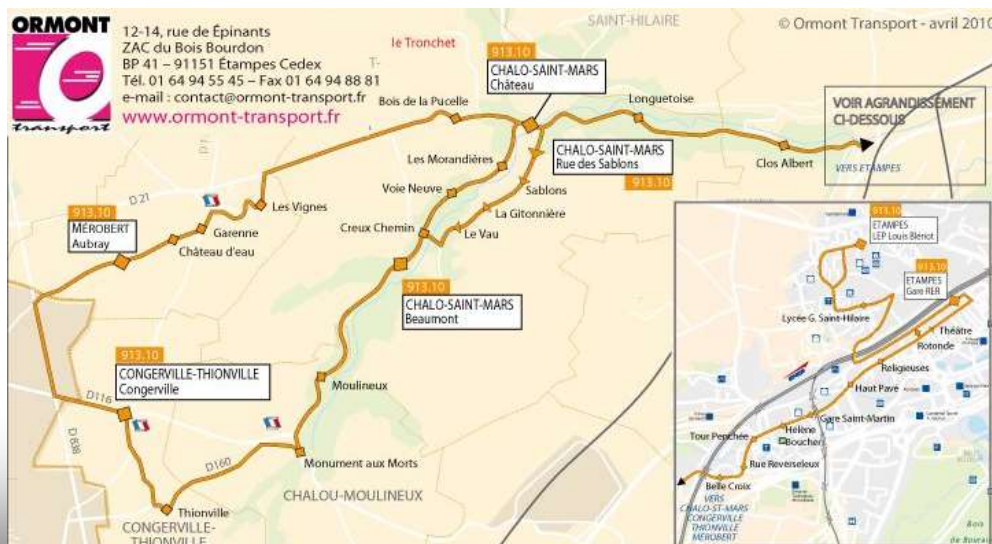 ORMONT
transport
12-14, rue de Épinants
ZAC du Bois Bourdon
BP 41 – 91151 Étampes Cedex
Tél. 01 64 94 55 45 – Fax 01 64 94 88 81
e-mail : contact@ormont-transport.fr
www.ormont-transport.fr
SAINT-HILAIRE
© Ormont Transport - avril 2010
le Tronchet
T-
913.10
CHALO-SAINT-MARS
Château
Bois de la Pucelle
Longuetoise
VOIR AGRANDISSEMENT
CI-DESSOUS
CHALO-SAINT-MARS
Rue des Sablons
913.10
Clos Albert
VERS ETAMPES
Les Morandières
Voie Neuve
Sablons
La Gitonnière
Creux Chemin
Le Vau
D 21
Les Vignes
Garenne
Château d'eau
913.10
MÉROBERT
Aubray
913.10
CHALO-SAINT-MARS
Beaumont
913.10
CONGERVILLE-THIONVILLE
Congerville
D116
D 838
Moulineux
D160
Monument aux Morts
CHALOU-MOULINEUX
Thionville
CONGERVILLE-
THIONVILLE
913.10
ETAMPES
LEP Louis Blériot
913.10
ETAMPES
Gare RER
Lycée G. Saint-Hilaire
Théâtre
Rotonde
Religieuses
Haut Pavé
Gare Saint-Martin
Hélène
Boucher
Tour Penchée
Rue Reverseleux
Belle Croix
VERS
CHALO-ST-MARS
CONGERVILLE
THIONVILLE
MÉROBERT
Bois